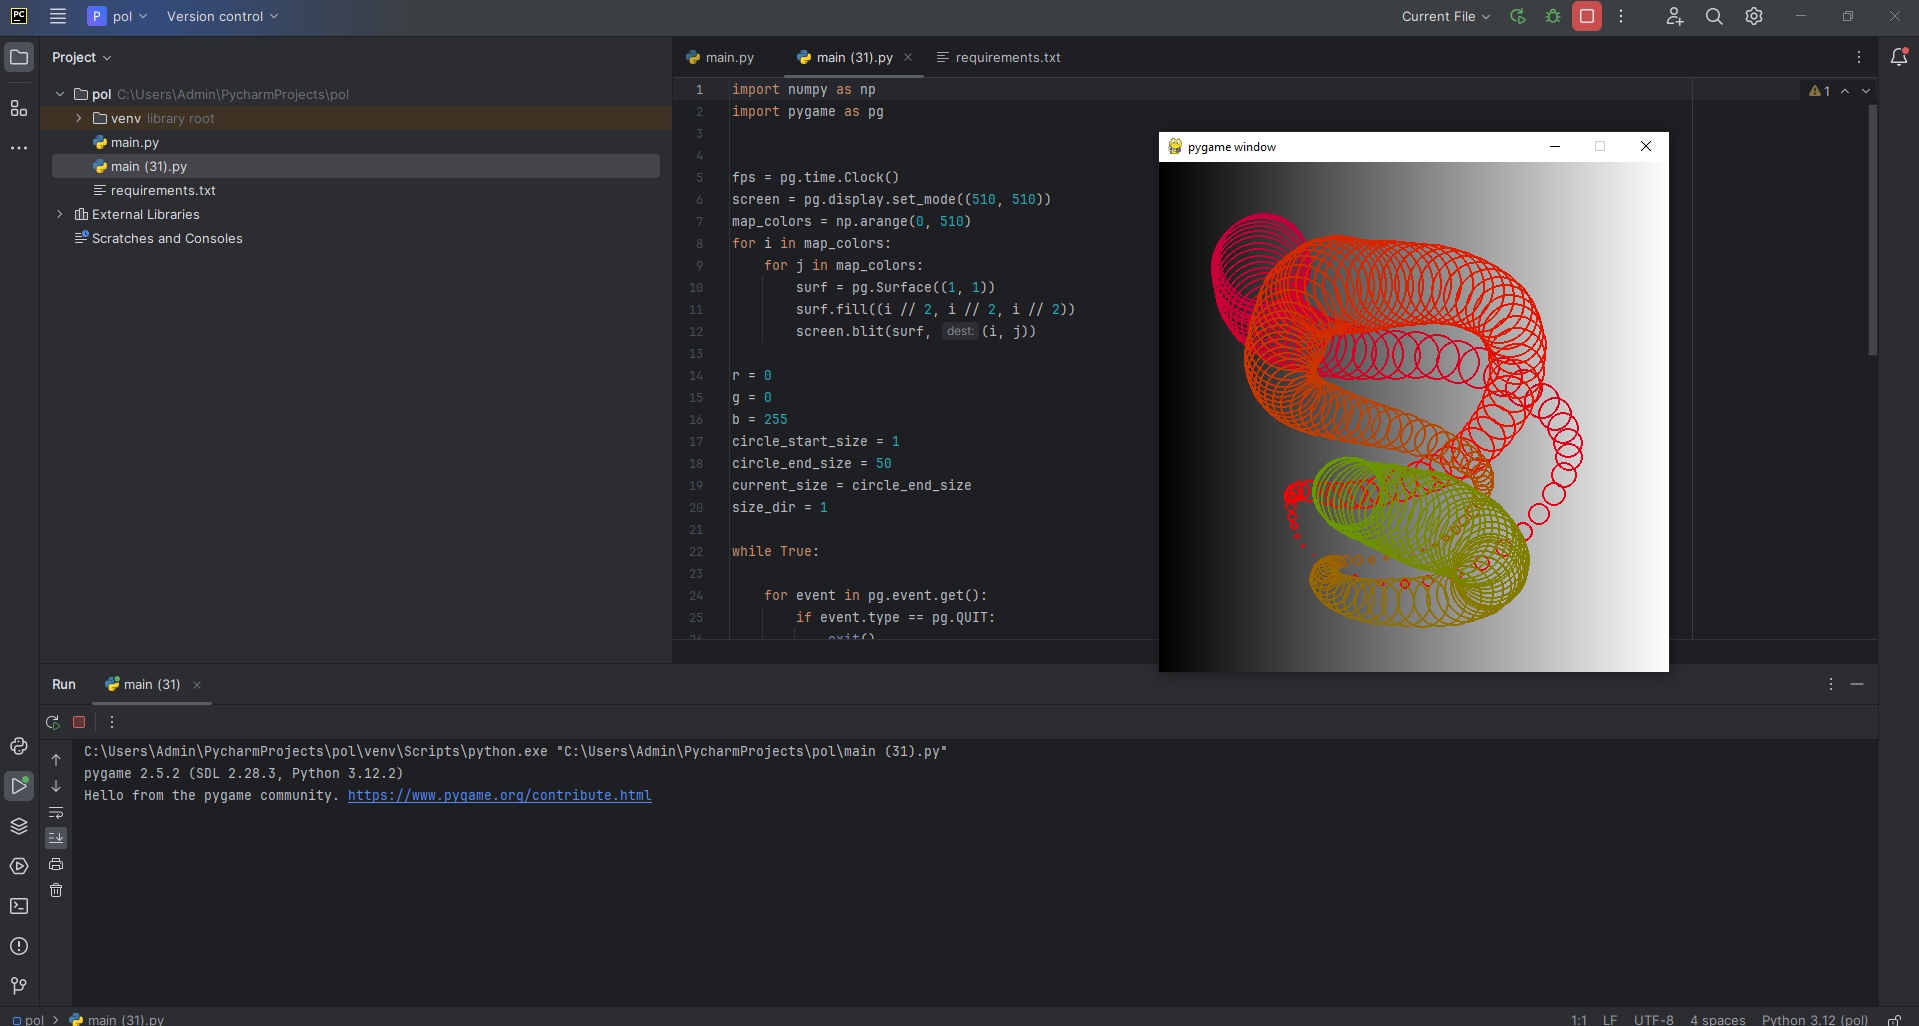 PC
P pol Version control Current File
Project
main.py main (31).py requirements.txt
pol C:\Users\Admin\PycharmProjects\pol
venv library root
main.py
main (31).py
requirements.txt
External Libraries
Scratches and Consoles
1 import numpy as np
2 import pygame as pg
3
4
5 fps = pg.time.Clock()
6 screen = pg.display.set_mode((510, 510))
7 map_colors = np.arange(0, 510)
8 for i in map_colors:
9 for j in map_colors:
10 surf = pg.Surface((1, 1))
11 surf.fill((i // 2, i // 2, i // 2))
12 screen.blit(surf, dest: (i, j))
13
14 r = 0
15 g = 0
16 b = 255
17 circle_start_size = 1
18 circle_end_size = 50
19 current_size = circle_end_size
20 size_dir = 1
21
22 while True:
23
24 for event in pg.event.get():
25 if event.type == pg.QUIT:
26 exit()
1
pygame window
Run main (31)
C:\Users\Admin\PycharmProjects\pol\venv\Scripts\python.exe "C:\Users\Admin\PycharmProjects\pol\main (31).py"
pygame 2.5.2 (SDL 2.28.3, Python 3.12.2)
Hello from the pygame community. https://www.pygame.org/contribute.html
pol main (31).py 1:1 LF UTF-8 4 spaces Python 3.12 (pol)